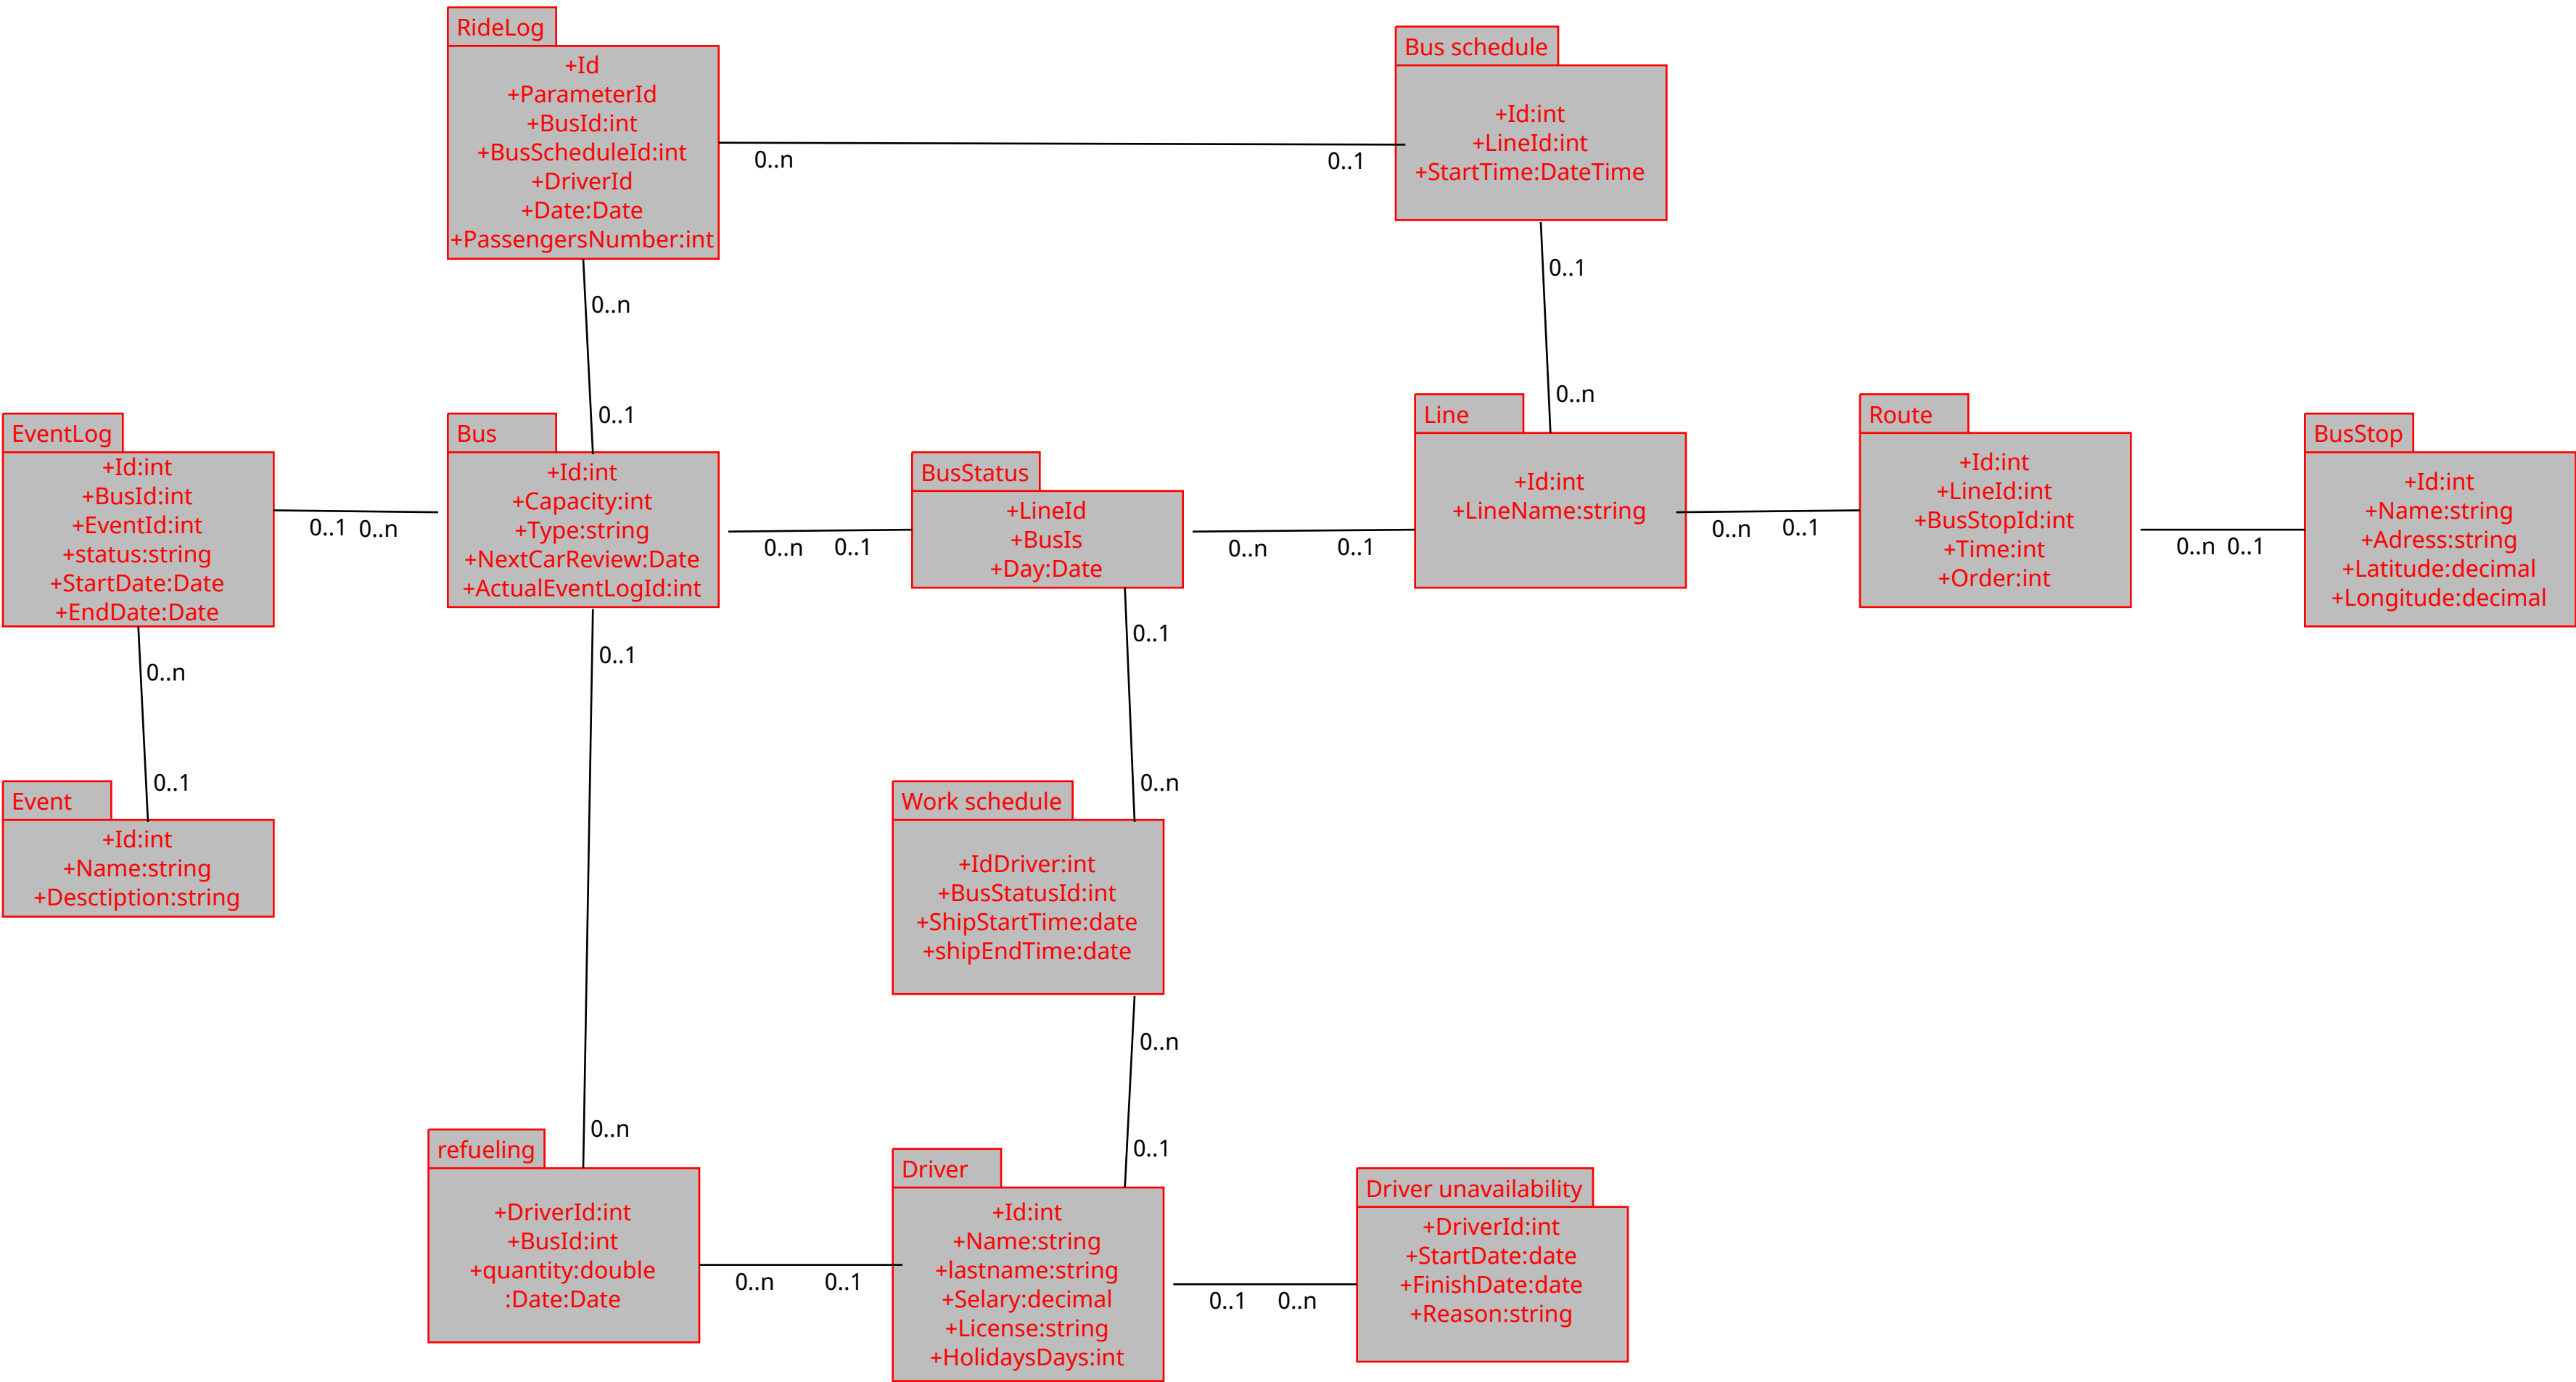 RideLog
+Id
+ParameterId
+BusId:int
+BusScheduleId:int
+DriverId
+Date:Date
+PassengersNumber:int
Bus schedule
+Id:int
+LineId:int
+StartTime:DateTime
0..n
0..1
0..1
0..n
0..n
0..1
EventLog
+Id:int
+BusId:int
+EventId:int
+status:string
+StartDate:Date
+EndDate:Date
0..1
0..n
Bus
+Id:int
+Capacity:int
+Type:string
+NextCarReview:Date
+ActualEventLogId:int
0..n
0..1
BusStatus
+LineId
+BusIs
+Day:Date
0..n
0..1
Line
+Id:int
+LineName:string
0..n
0..1
Route
+Id:int
+LineId:int
+BusStopId:int
+Time:int
+Order:int
0..n
0..1
BusStop
+Id:int
+Name:string
+Adress:string
+Latitude:decimal
+Longitude:decimal
0..n
0..1
0..1
0..n
0..1
0..n
Event
+Id:int
+Name:string
+Desctiption:string
Work schedule
+IdDriver:int
+BusStatusId:int
+ShipStartTime:date
+shipEndTime:date
0..n
0..1
refueling
+DriverId:int
+BusId:int
+quantity:double
:Date:Date
0..n
0..1
Driver
+Id:int
+Name:string
+lastname:string
+Selary:decimal
+License:string
+HolidaysDays:int
0..1
0..n
Driver unavailability
+DriverId:int
+StartDate:date
+FinishDate:date
+Reason:string